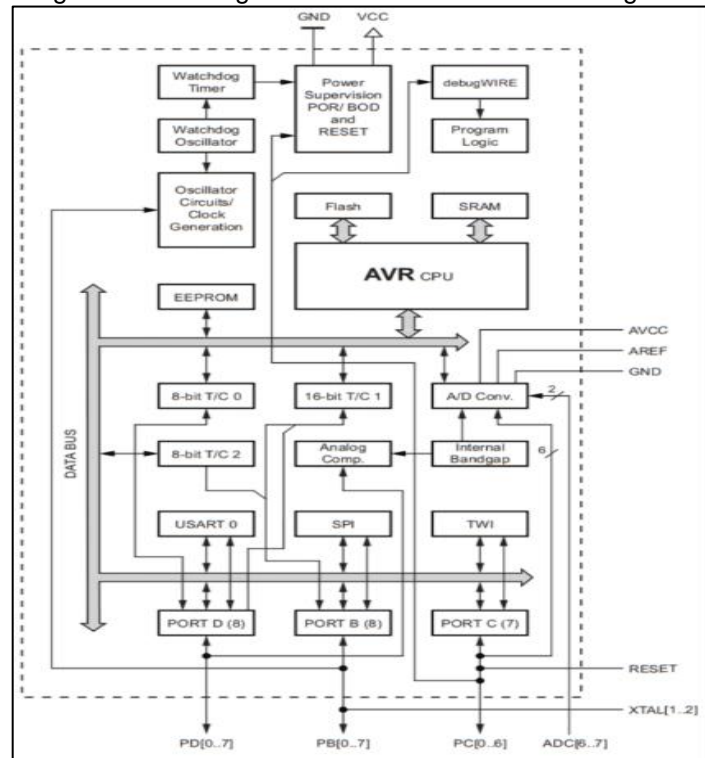 GND
VCC
Watchdog
Timer
Power
Supervision
POR/ BOD
and
RESET
debugWIRE
Watchdog
Oscillator
Program
Logic
Oscillator
Circuits/
Clock
Generation
Flash
SRAM
AVR CPU
EEPROM
AVCC
AREF
GND
8-bit T/C 0
16-bit T/C 1
A/D Conv.
2
DATA BUS
8-bit T/C 2
Analog
Comp.
Internal
Bandgap
6
USART 0
SPI
TWI
PORT D (8)
PORT B (8)
PORT C (7)
RESET
XTAL[1..2]
PD[0..7]
PB[0..7]
PC[0..6]
ADC[6..7]